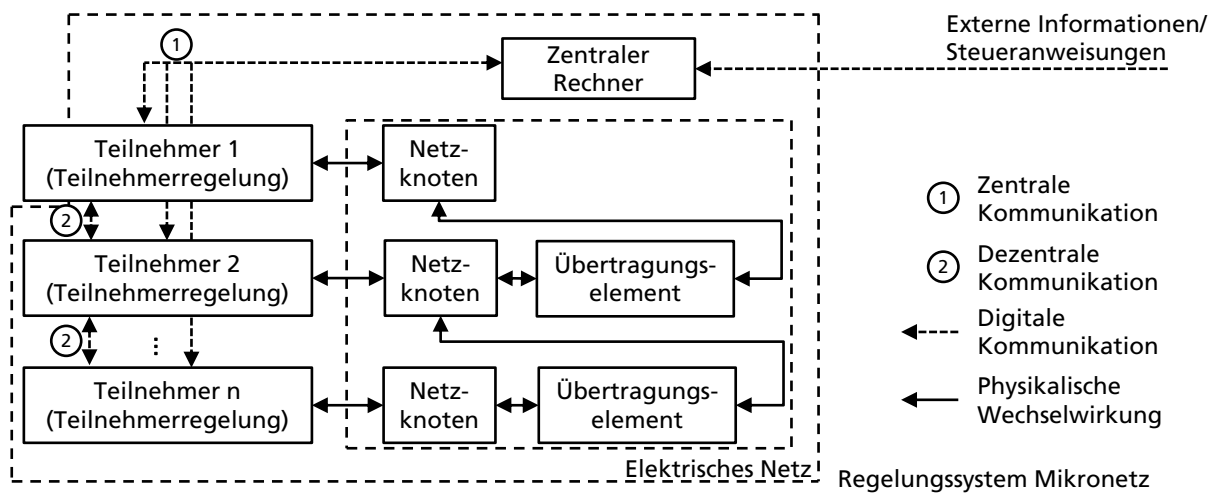 Externe Informationen/
Steueranweisungen
1
Zentraler
Rechner
Teilnehmer 1
(Teilnehmerregelung)
Netz-
knoten
2
Teilnehmer 2
(Teilnehmerregelung)
Netz-
knoten
Übertragungs-
element
2
...
Teilnehmer n
(Teilnehmerregelung)
Netz-
knoten
Übertragungs-
element
Elektrisches Netz
Regelungssystem Mikronetz
1 Zentrale
Kommunikation
2 Dezentrale
Kommunikation
Digitale
Kommunikation
Physikalische
Wechselwirkung